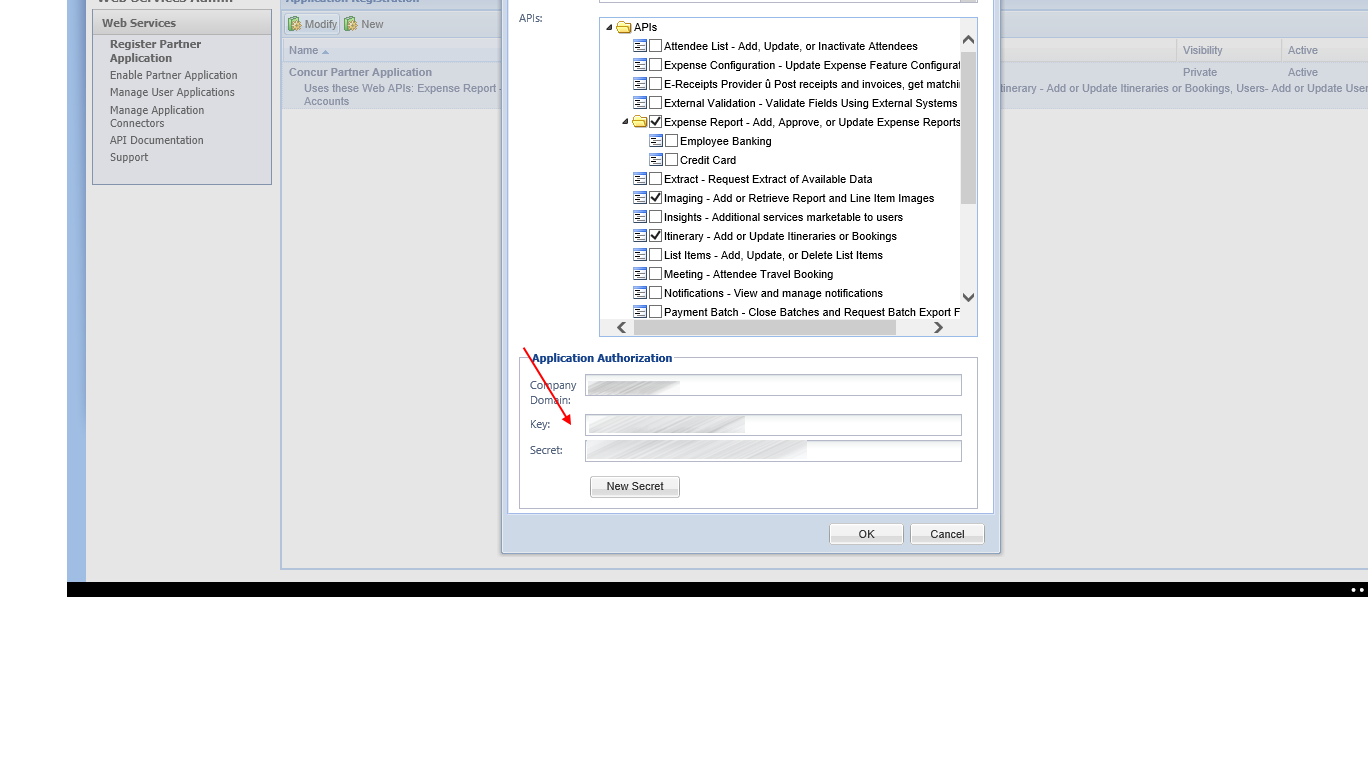 Web Services
Register Partner
Application
Enable Partner Application
Manage User Applications
Manage Application
Connectors
API Documentation
Support
Modify
New
Name
Visibility
Active
Concur Partner Application
Private
Active
Uses these Web APIs: Expense Report -
tinerary - Add or Update Itineraries or Bookings, Users- Add or Update User
Accounts
APIs:
APIs
Attendee List - Add, Update, or Inactivate Attendees
Expense Configuration - Update Expense Feature Configurat
E-Receipts Provider û Post receipts and invoices, get matchi
External Validation - Validate Fields Using External Systems
Expense Report - Add, Approve, or Update Expense Reports
Employee Banking
Credit Card
Extract - Request Extract of Available Data
Imaging - Add or Retrieve Report and Line Item Images
Insights - Additional services marketable to users
Itinerary - Add or Update Itineraries or Bookings
List Items - Add, Update, or Delete List Items
Meeting - Attendee Travel Booking
Notifications - View and manage notifications
Payment Batch - Close Batches and Request Batch Export F
Application Authorization
Company
Domain:
Key:
Secret:
New Secret
OK
Cancel